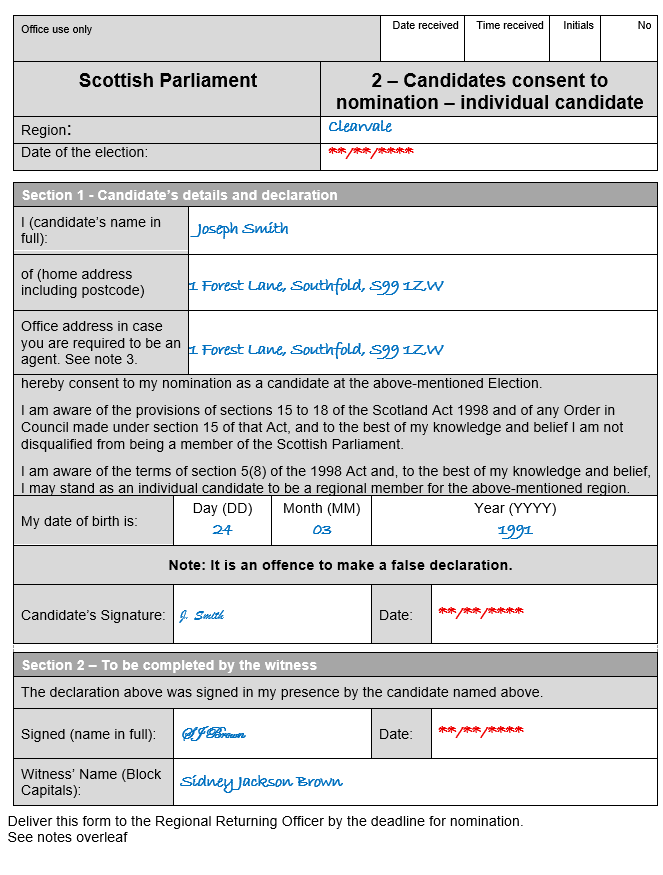 Office use only
Date received
Time received
Initials
No
Scottish Parliament
2 – Candidates consent to
nomination – individual candidate
Region:
Clearvale
Date of the election:
**/**/****
Section 1 - Candidate's details and declaration
I (candidate's name in
full):
Joseph Smith
of (home address
including postcode)
1 Forest Lane, Southfold, S99 1ZW
Office address in case
you are required to be an
agent. See note 3.
1 Forest Lane, Southfold, S99 1ZW
hereby consent to my nomination as a candidate at the above-mentioned Election.
I am aware of the provisions of sections 15 to 18 of the Scotland Act 1998 and of any Order in
Council made under section 15 of that Act, and to the best of my knowledge and belief I am not
disqualified from being a member of the Scottish Parliament.
I am aware of the terms of section 5(8) of the 1998 Act and, to the best of my knowledge and belief,
I may stand as an individual candidate to be a regional member for the above-mentioned region.
My date of birth is:
Day (DD)
24
Month (MM)
03
Year (YYYY)
1991
Note: It is an offence to make a false declaration.
Candidate's Signature:
J. Smith
Date:
**/**/****
Section 2 – To be completed by the witness
The declaration above was signed in my presence by the candidate named above.
Signed (name in full):
SJBrown
Date:
**/**/****
Witness' Name (Block
Capitals):
Sidney Jackson Brown
Deliver this form to the Regional Returning Officer by the deadline for nomination.
See notes overleaf